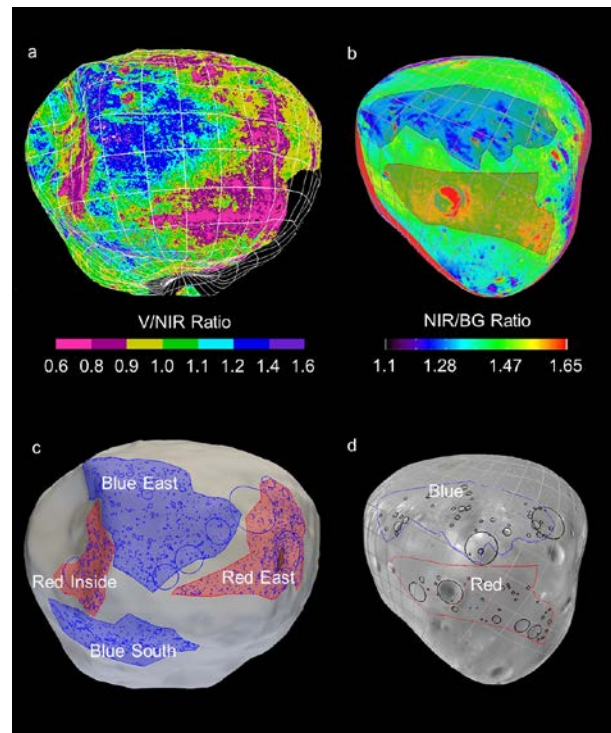 a
b
V/NIR Ratio
0.6 0.8 0.9 1.0 1.1 1.2 1.4 1.6
NIR/BG Ratio
1.1 1.28 1.47 1.65
c
d
Blue East
Blue
Red Inside
Red East
Red
Blue South